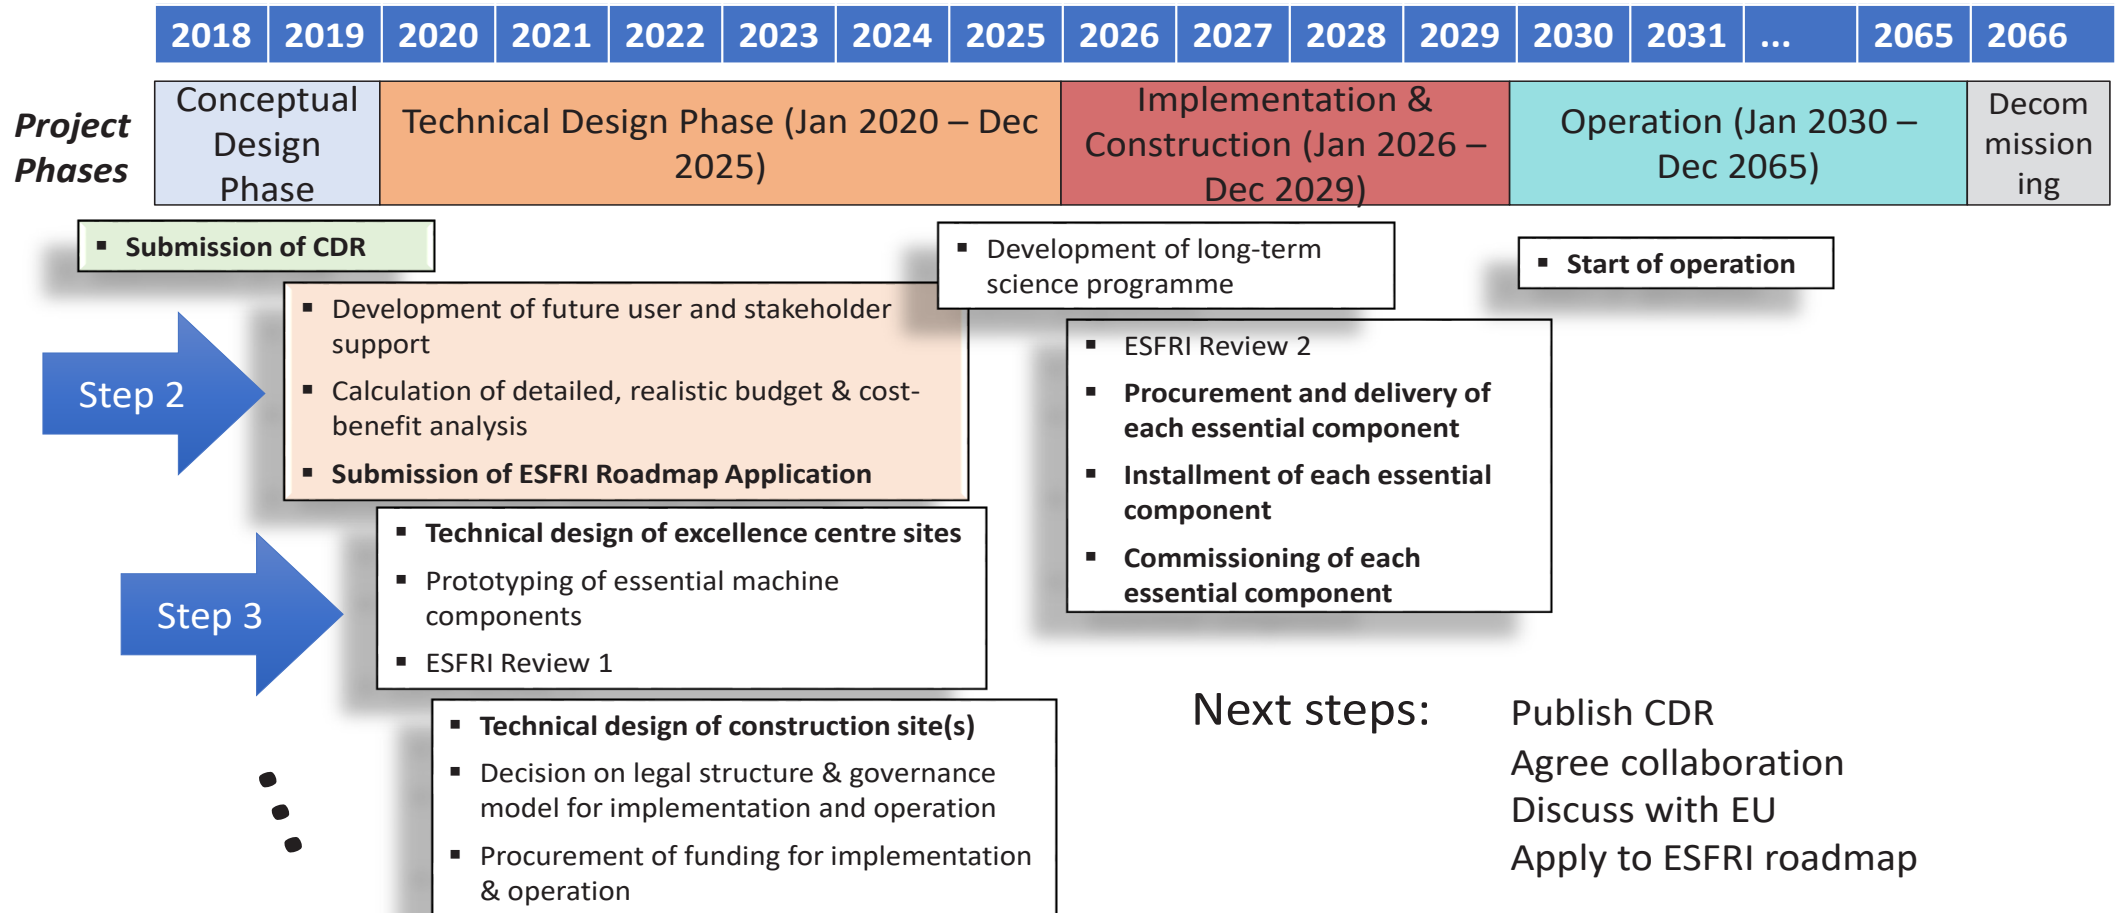 2018 2019 2020 2021 2022 2023 2024 2025 2026 2027 2028 2029 2030 2031 ... 2065 2066
Project
Phases
Conceptual
Design
Phase
Technical Design Phase (Jan 2020 – Dec
2025)
Implementation &
Construction (Jan 2026 –
Dec 2029)
Operation (Jan 2030 –
Dec 2065)
Decom
mission
ing
▪ Submission of CDR
▪ Development of long-term
science programme
▪ Start of operation
Step 2
▪ Development of future user and stakeholder
support
▪ Calculation of detailed, realistic budget & cost-
benefit analysis
▪ Submission of ESFRI Roadmap Application
▪ ESFRI Review 2
▪ Procurement and delivery of
each essential component
▪ Installment of each essential
component
▪ Commissioning of each
essential component
Step 3
▪ Technical design of excellence centre sites
▪ Prototyping of essential machine
components
▪ ESFRI Review 1
▪ Technical design of construction site(s)
▪ Decision on legal structure & governance
model for implementation and operation
▪ Procurement of funding for implementation
& operation
Next steps:
Publish CDR
Agree collaboration
Discuss with EU
Apply to ESFRI roadmap